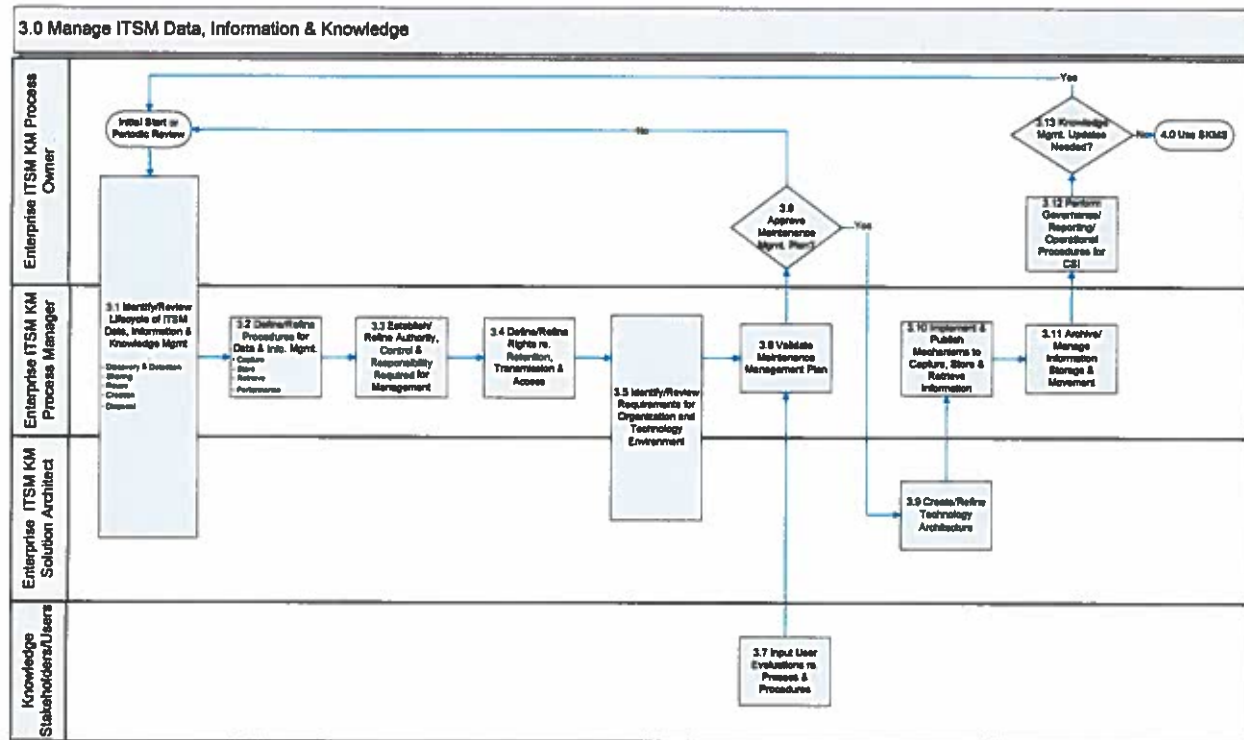 3.0 Manage ITSM Data, Information & Knowledge
Enterprise ITSM KM Process
Owner
Initial Start or
Periodic Review
Yes
No
3.13 Knowledge
Mgmt. Updates
Needed?
No
4.0 Use SKMS
Approve
Maintenance
Mgmt. Plan?
Yes
3.12 Perform
Governance/
Reporting/
Operational
Procedures for
CSI
Enterprise ITSM KM
Process Manager
3.1 Identify/Review
Lifecycle of ITSM
Data, Information &
Knowledge Mgmt
- Discovery & Detection
- Sharing
- Reuse
- Creation
- Disposal
3.2 Define/Refine
Procedures for
Data & Info. Mgmt.
- Capture
- Store
- Retrieve
- Performance
3.3 Establish/
Refine Authority,
Control &
Responsibility
Required for
Management
3.4 Define/Refine
Rights re.
Retention,
Transmission &
Access
3.5 Identify/Review
Requirements for
Organization and
Technology
Environment
Validate
Maintenance
Management Plan
3.10 Implement &
Publish
Mechanisms to
Capture, Store &
Retrieve
Information
3.11 Archive/
Manage
Information
Storage &
Movement
Enterprise ITSM KM
Solution Architect
3.9 Create/Refine
Technology
Architecture
Knowledge
Stakeholders/Users
3.7 Input User
Evaluations re.
Present &
Procedures